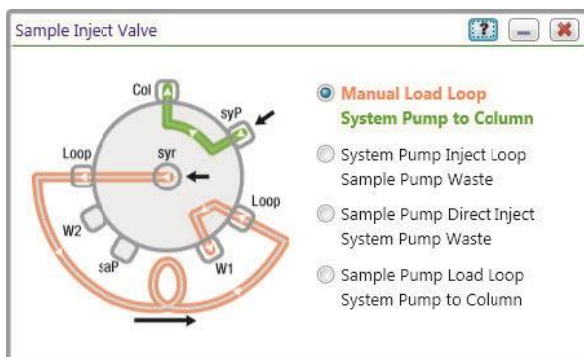 Sample Inject Valve
?
Col
syP
Loop
syr
Loop
W2
saP
W1
Manual Load Loop
System Pump to Column
System Pump Inject Loop
Sample Pump Waste
Sample Pump Direct Inject
System Pump Waste
Sample Pump Load Loop
System Pump to Column